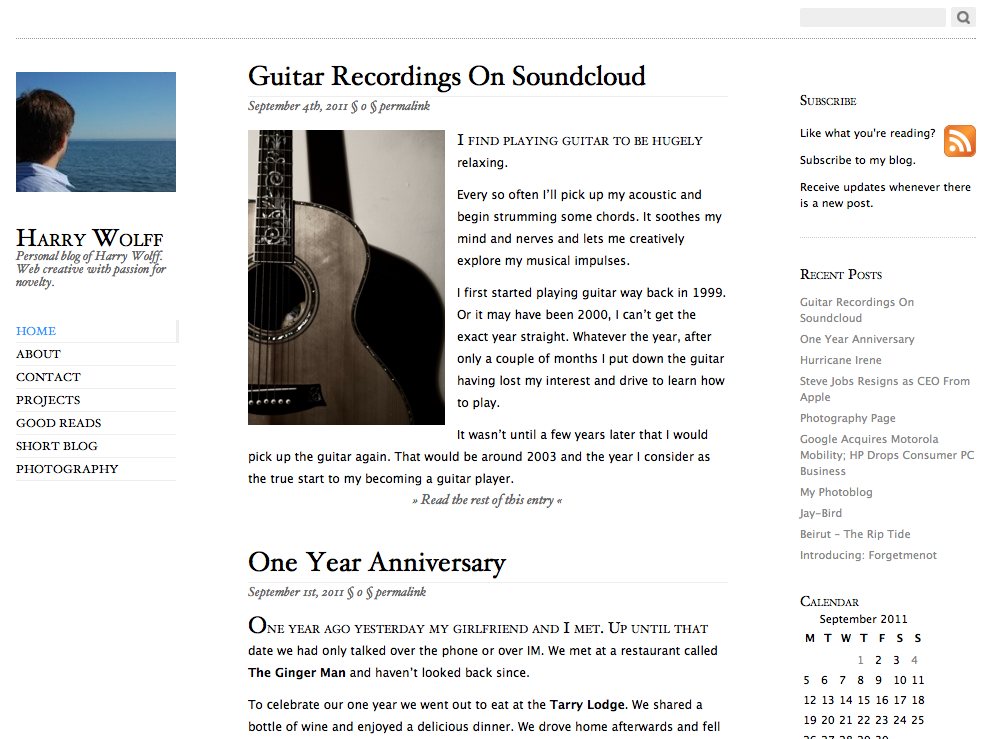 Harry Wolff
Personal blog of Harry Wolff.
Web creative with passion for
novelty.
HOME
ABOUT
CONTACT
PROJECTS
GOOD READS
SHORT BLOG
PHOTOGRAPHY
Guitar Recordings On Soundcloud
September 4th, 2011 § 0 § permalink
I find playing guitar to be hugely
relaxing.
Every so often I’ll pick up my acoustic and
begin strumming some chords. It soothes my
mind and nerves and lets me creatively
explore my musical impulses.
I first started playing guitar way back in 1999.
Or it may have been 2000, I can’t get the
exact year straight. Whatever the year, after
only a couple of months I put down the guitar
having lost my interest and drive to learn how
to play.
It wasn’t until a few years later that I would
pick up the guitar again. That would be around 2003 and the year I consider as
the true start to my becoming a guitar player.
» Read the rest of this entry «
One Year Anniversary
September 1st, 2011 § 0 § permalink
One year ago yesterday my girlfriend and I met. Up until that
date we had only talked over the phone or over IM. We met at a restaurant called
The Ginger Man and haven’t looked back since.
To celebrate our one year we went out to eat at the Tarry Lodge. We shared a
bottle of wine and enjoyed a delicious dinner. We drove home afterwards and fell
Subscribe
Like what you're reading?
Subscribe to my blog.
Receive updates whenever there
is a new post.
Recent Posts
Guitar Recordings On
Soundcloud
One Year Anniversary
Hurricane Irene
Steve Jobs Resigns as CEO From
Apple
Photography Page
Google Acquires Motorola
Mobility; HP Drops Consumer PC
Business
My Photoblog
Jay-Bird
Beirut – The Rip Tide
Introducing: Forgetmenot
Calendar
September 2011
M T W T F S S
1 2 3 4
5 6 7 8 9 10 11
12 13 14 15 16 17 18
19 20 21 22 23 24 25
26 27 28 29 30